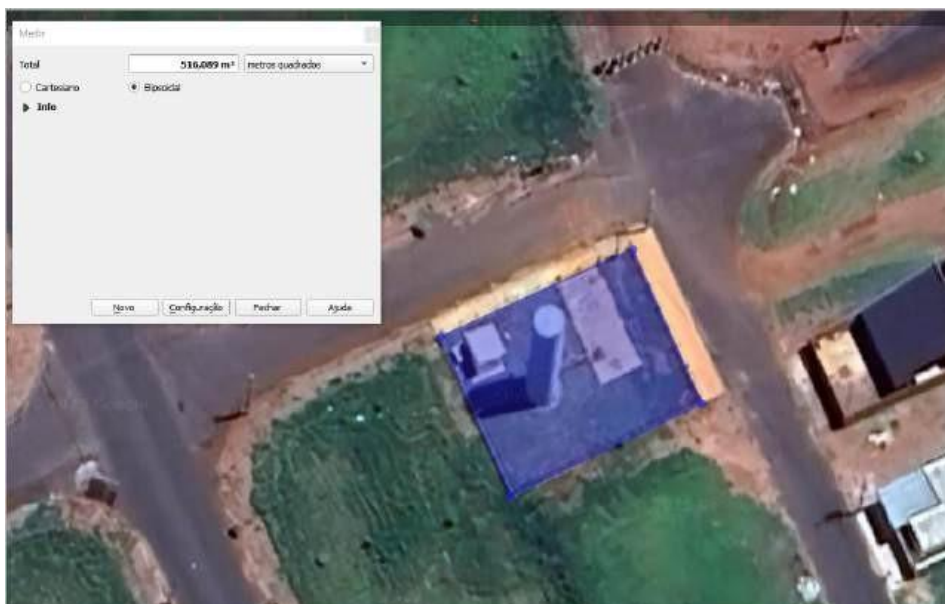 Medir
Total 516,089 m² metros quadrados
Cartesiano Elipsoidal
Info
Novo Configuração Fechar Ajuda